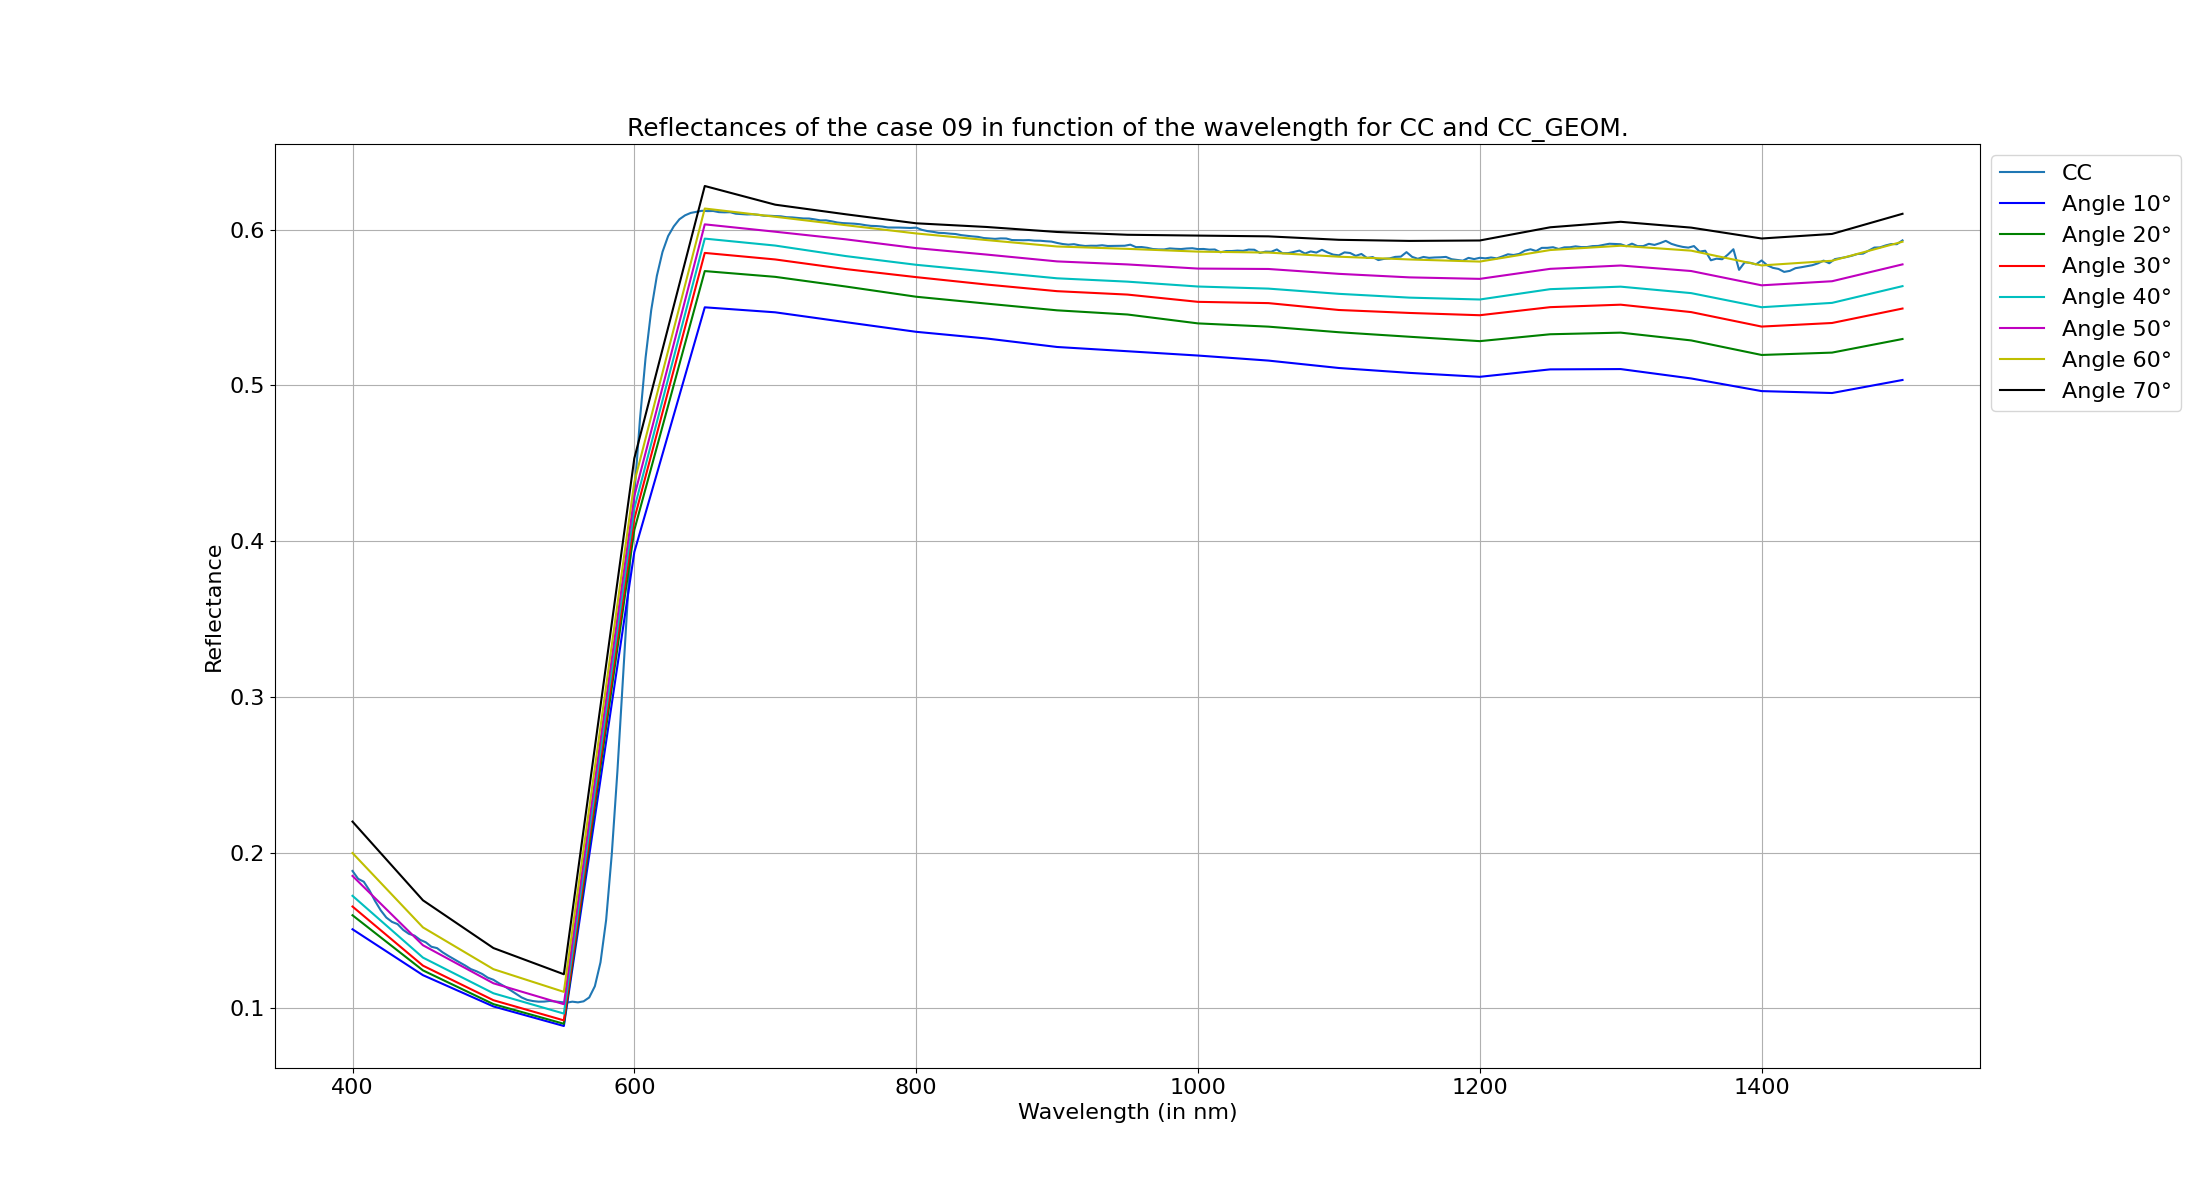 Reflectances of the case 09 in function of the wavelength for CC and CC_GEOM.
CC
Angle 10°
Angle 20°
Angle 30°
Angle 40°
Angle 50°
Angle 60°
Angle 70°
Reflectance
0.6
0.5
0.4
0.3
0.2
0.1
400 600 800 1000 1200 1400
Wavelength (in nm)